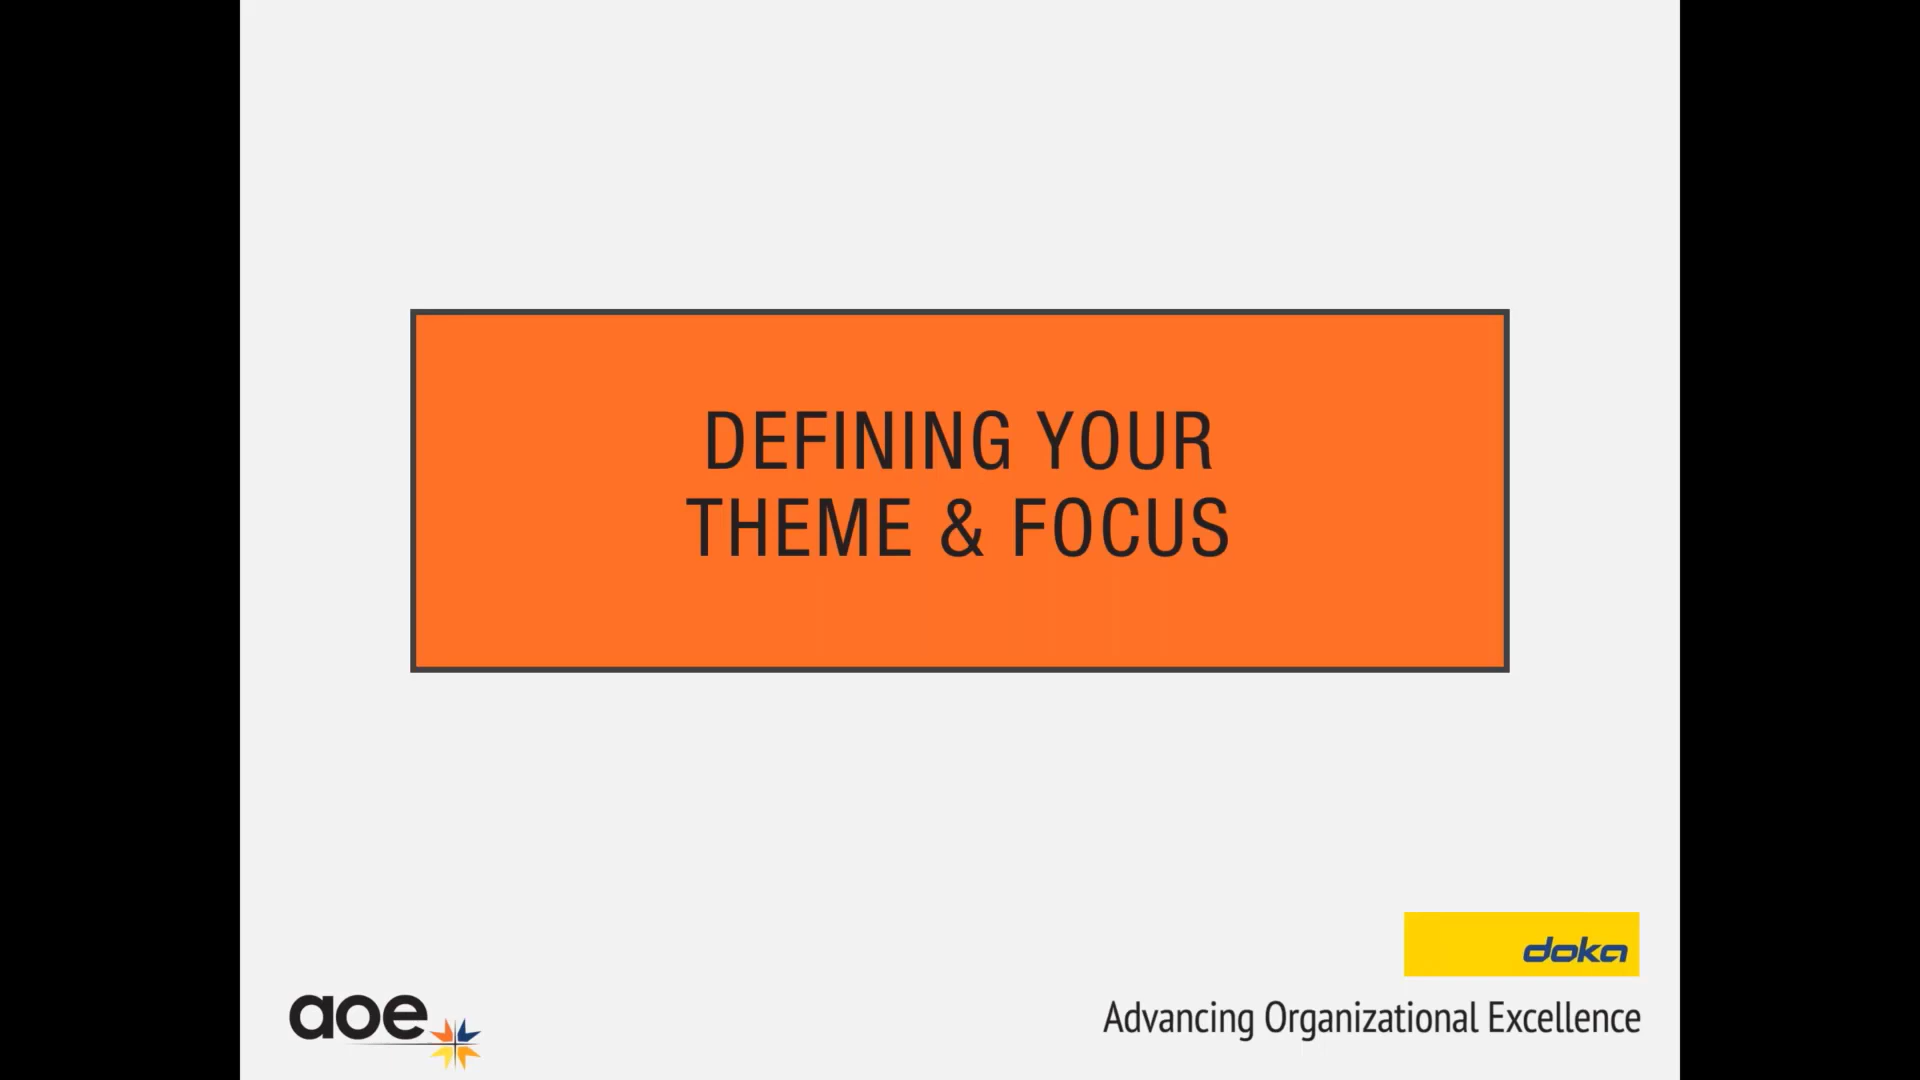 DEFINING YOUR
THEME & FOCUS
doka
aoe
Advancing Organizational Excellence